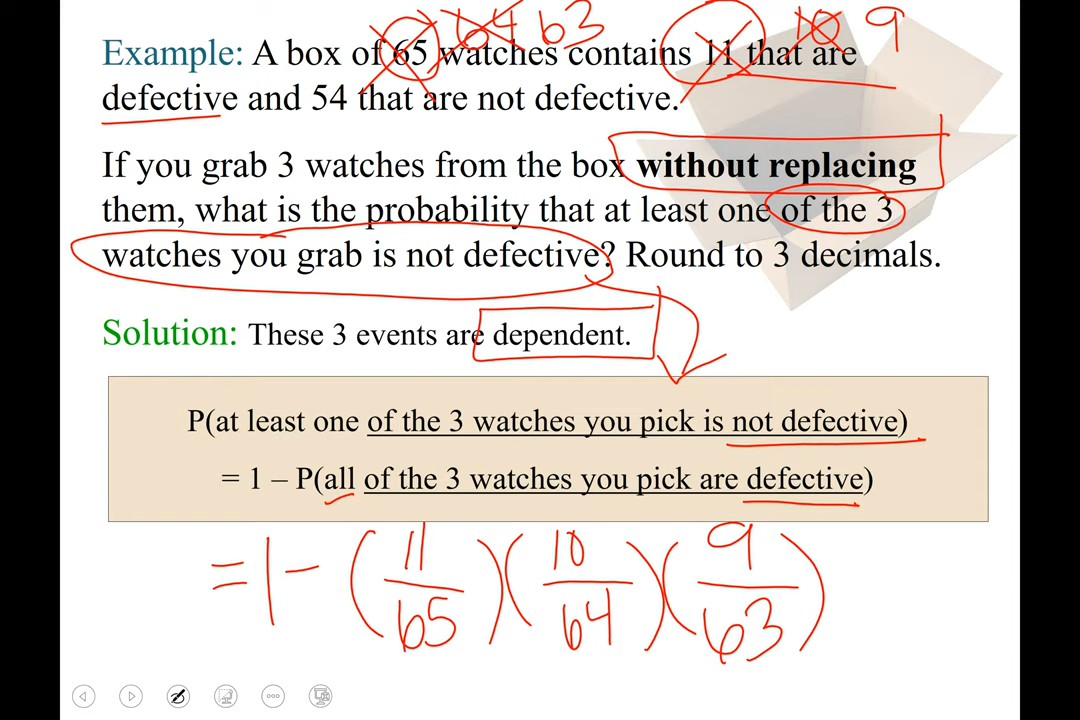 64 63 10 9
Example: A box of 65 watches contains 11 that are
defective and 54 that are not defective.
If you grab 3 watches from the box without replacing
them, what is the probability that at least one of the 3
watches you grab is not defective? Round to 3 decimals.
Solution: These 3 events are dependent.
P(at least one of the 3 watches you pick is not defective)
= 1 – P(all of the 3 watches you pick are defective)
= 1 – (11/65)(10/64)(9/63)